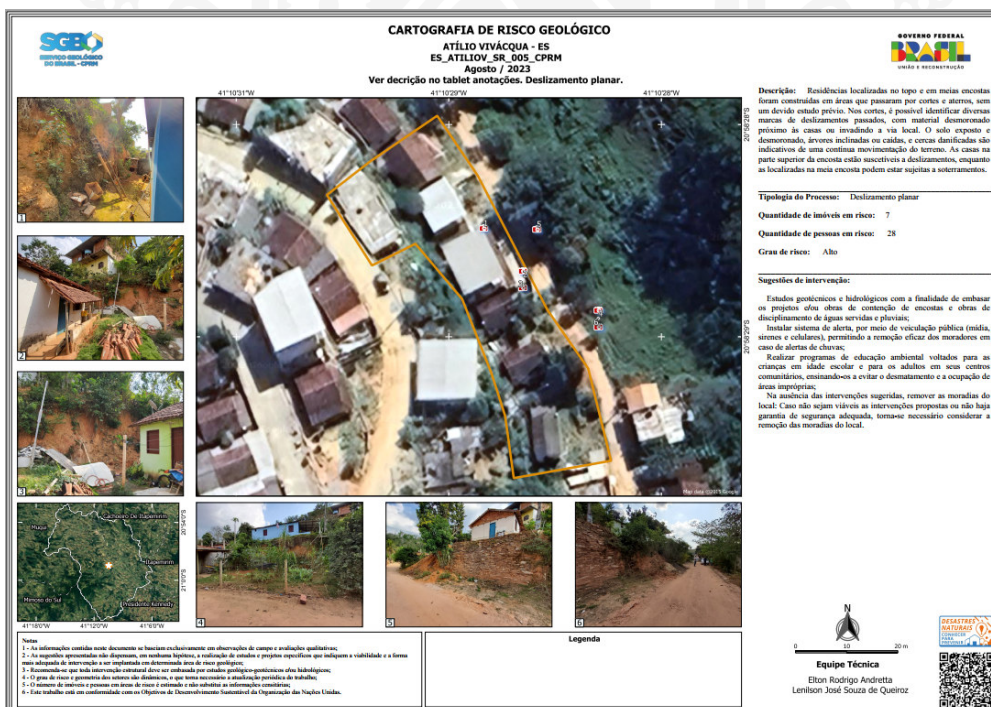 SGB
SERVIÇO GEOLÓGICO
DO BRASIL - CPRM
CARTOGRAFIA DE RISCO GEOLÓGICO
ATÍLIO VIVÁCQUA - ES
ES_ATILIOV_SR_005_CPRM
Agosto / 2023
Ver decrição no tablet anotações. Deslizamento planar.
GOVERNO FEDERAL
BRASIL
UNIÃO E RECONSTRUÇÃO
41°10'31"W
41°10'29"W
41°10'28"W
20°58'28"S
20°58'29"S
1
2
3
Map data ©2015 Google
Descrição: Residências localizadas no topo e em meias encostas
foram construídas em áreas que passaram por cortes e aterros, sem
um devido estudo prévio. Nos cortes, é possível identificar diversas
marcas de deslizamentos passados, com material desmoronado
próximo às casas ou invadindo a via local. O solo exposto e
desmoronado, árvores inclinadas ou caídas, e cercas danificadas são
indicativos de uma contínua movimentação do terreno. As casas na
parte superior da encosta estão suscetíveis a deslizamentos, enquanto
as localizadas na meia encosta podem estar sujeitas a soterramentos.
Tipologia do Processo: Deslizamento planar
Quantidade de imóveis em risco: 7
Quantidade de pessoas em risco: 28
Grau de risco: Alto
Sugestões de intervenção:
Estudos geotécnicos e hidrológicos com a finalidade de embasar
os projetos e/ou obras de contenção de encostas e obras de
disciplinamento de águas servidas e pluviais;
Instalar sistema de alerta, por meio de veiculação pública (mídia,
sirenes e celulares), permitindo a remoção eficaz dos moradores em
caso de alertas de chuvas;
Realizar programas de educação ambiental voltados para as
crianças em idade escolar e para os adultos em seus centros
comunitários, ensinando-os a evitar o desmatamento e a ocupação de
áreas impróprias;
Na ausência das intervenções sugeridas, remover as moradias do
local: Caso não sejam viáveis as intervenções propostas ou não haja
garantia de segurança adequada, torna-se necessário considerar a
remoção das moradias do local.
Cachoeiro De Itapemirim
Muqui
Itapemirim
Mimoso do Sul
Presidente Kennedy
20°54'0"S
21°0'0"S
41°18'0"W
41°12'0"W
41°6'0"W
4
5
6
Notas
1 - As informações contidas neste documento se baseiam exclusivamente em observações de campo e avaliações qualitativas;
2 - As sugestões apresentadas não dispensam, em nenhuma hipótese, a realização de estudos e projetos específicos que indiquem a viabilidade e a forma
mais adequada de intervenção a ser implantada em determinada área de risco geológico;
3 - Recomenda-se que toda intervenção estrutural deve ser embasada por estudos geológico-geotécnicos e/ou hidrológicos;
4 - O grau de risco e geometria dos setores são dinâmicos, o que torna necessário a atualização periódica do trabalho;
5 - O número de imóveis e pessoas em áreas de risco é estimado e não substitui as informações censitárias;
6 - Este trabalho está em conformidade com os Objetivos de Desenvolvimento Sustentável da Organização das Nações Unidas.
Legenda
N
0 10 20 m
Equipe Técnica
Elton Rodrigo Andretta
Lenilson José Souza de Queiroz
DESASTRES
NATURAIS
CONHECER
PARA
PREVENIR